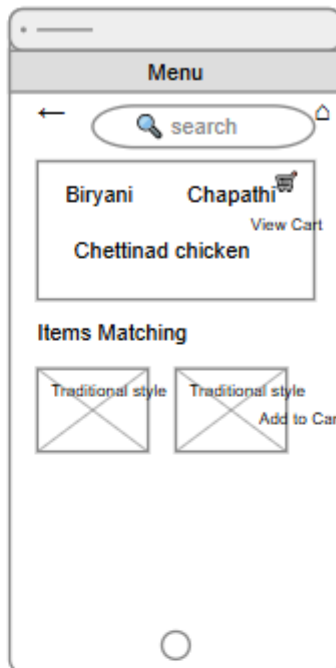 Menu
search
Biryani Chapathi
View Cart
Chettinad chicken
Items Matching
Traditional style Traditional style
Add to Car